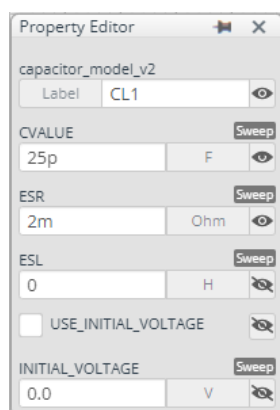 Property Editor
capacitor_model_v2
Label CL1
CVALUE Sweep
25p F
ESR Sweep
2m Ohm
ESL Sweep
0 H
USE_INITIAL_VOLTAGE
INITIAL_VOLTAGE Sweep
0.0 V